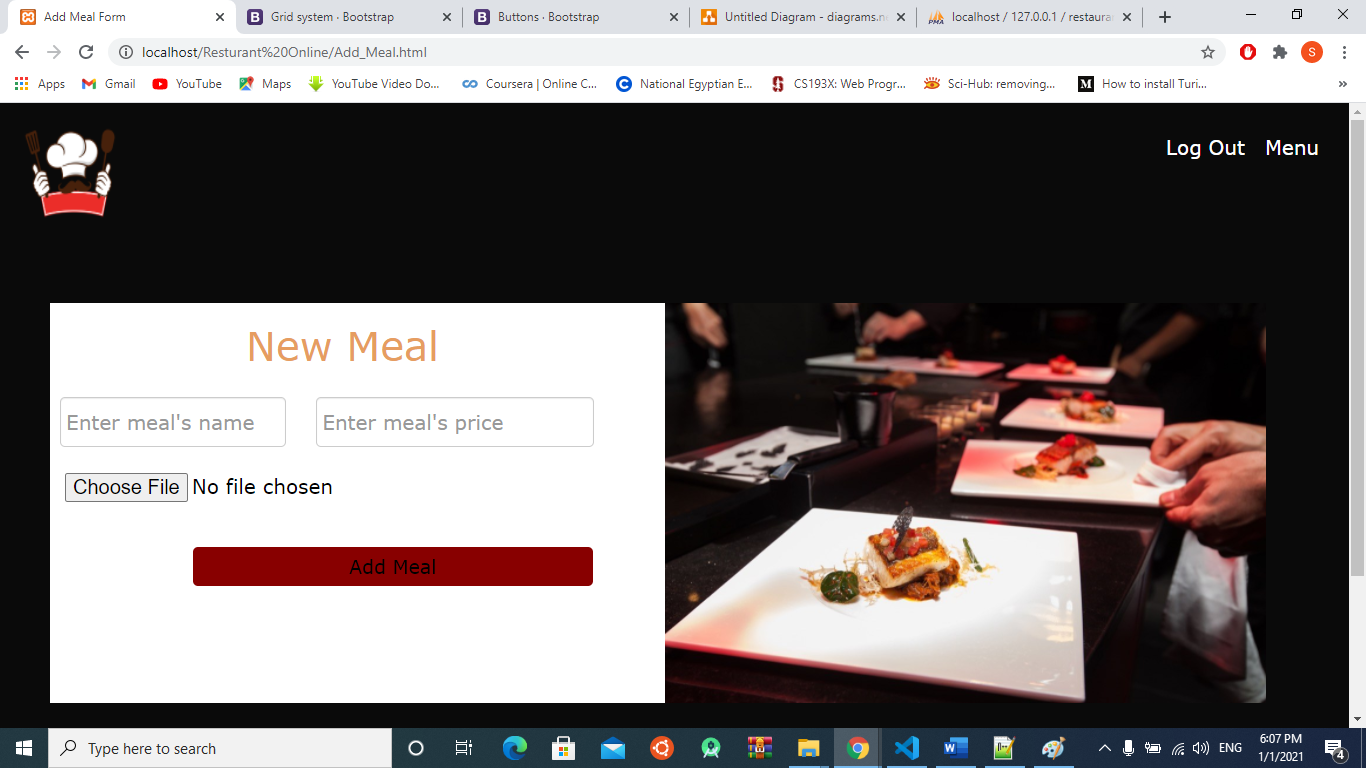 Add Meal Form
Grid system · Bootstrap
Buttons · Bootstrap
Untitled Diagram - diagrams.ne
localhost / 127.0.0.1 / restaurar
localhost/Resturant%20Online/Add_Meal.html
S
Apps
Gmail
YouTube
Maps
YouTube Video Do...
Coursera | Online C...
National Egyptian E...
CS193X: Web Progr...
Sci-Hub: removing...
How to install Turi...
»
Log Out
Menu
New Meal
Enter meal's name
Enter meal's price
Choose File No file chosen
Add Meal
Type here to search
ENG
6:07 PM
1/1/2021
4